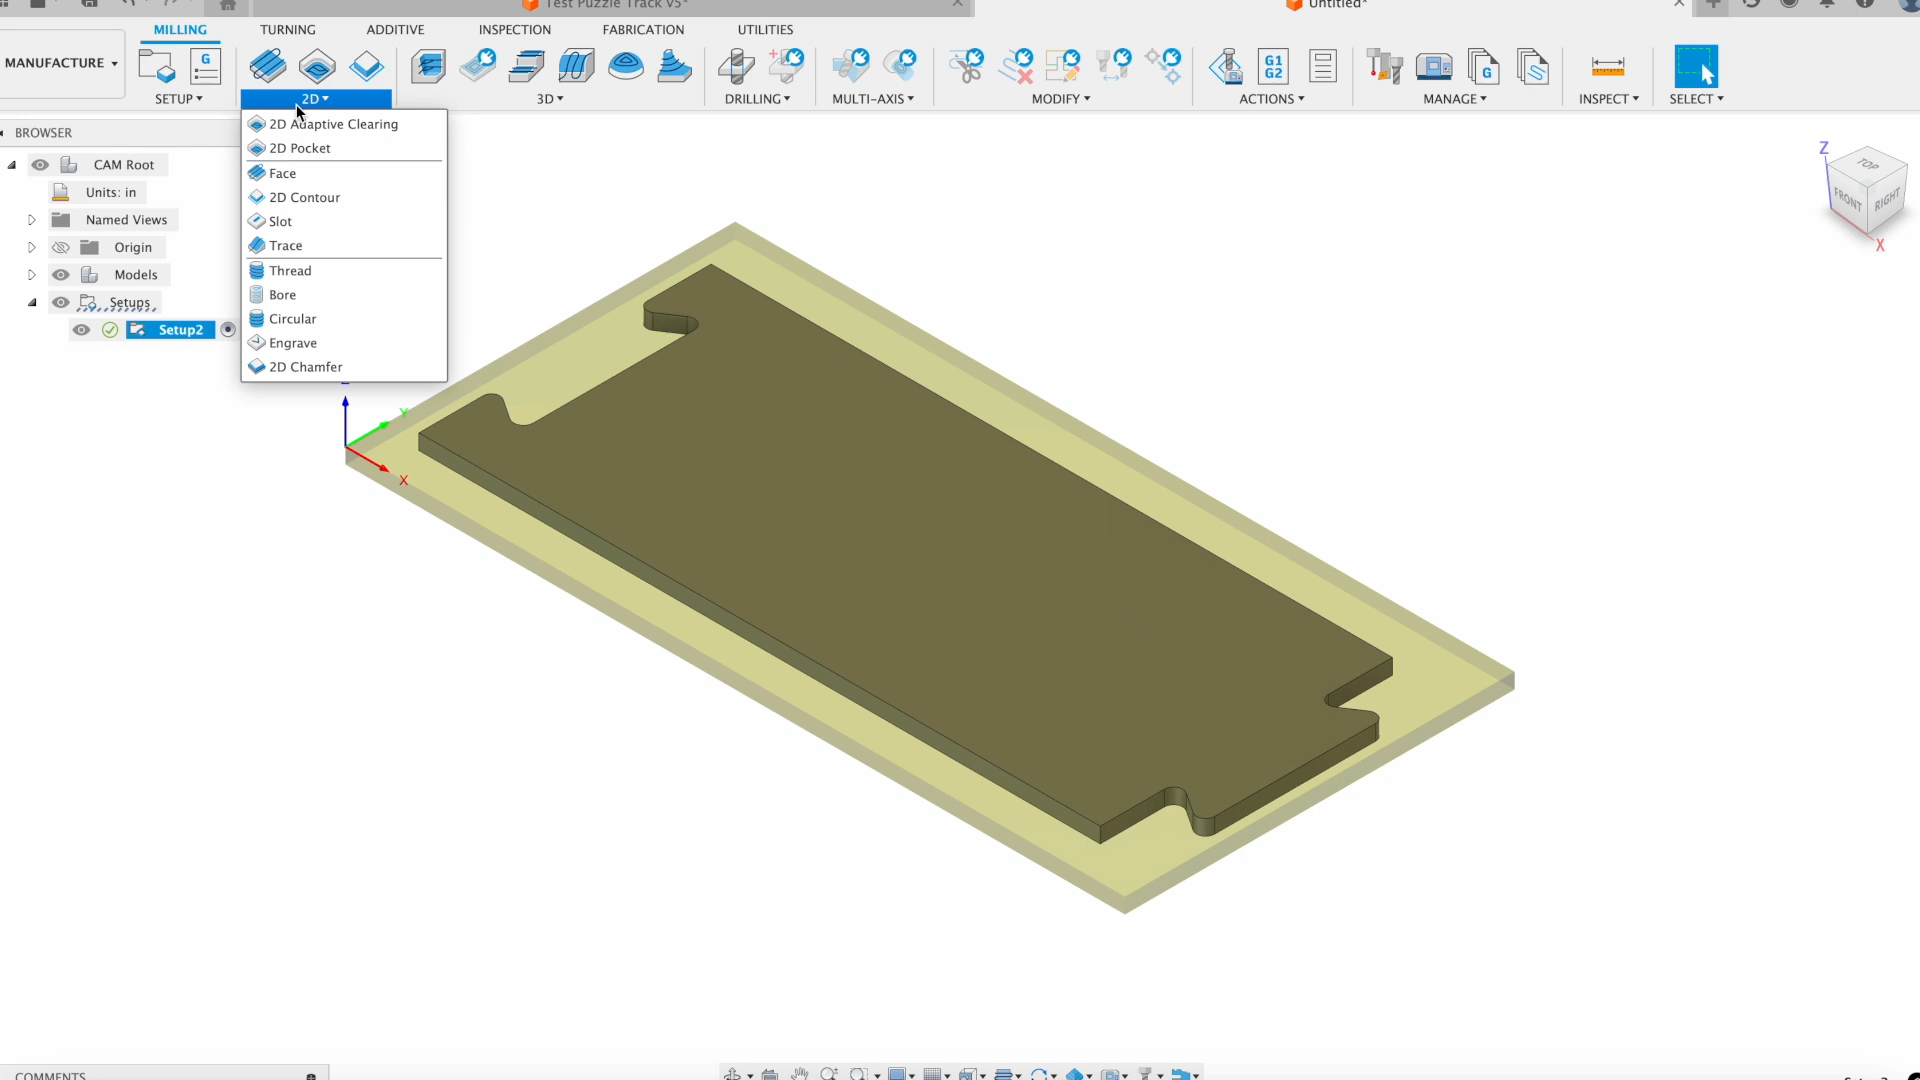 Test Puzzle Track v5*
Untitled*
MILLING TURNING ADDITIVE INSPECTION FABRICATION UTILITIES
MANUFACTURE
G
G1
G2
G
SETUP 2D 3D DRILLING MULTI-AXIS MODIFY ACTIONS MANAGE INSPECT SELECT
BROWSER
CAM Root
Units: in
Named Views
Origin
Models
Setups
Setup2
2D Adaptive Clearing
2D Pocket
Face
2D Contour
Slot
Trace
Thread
Bore
Circular
Engrave
2D Chamfer
Z
TOP
FRONT
RIGHT
X
Y
X
COMMENTS